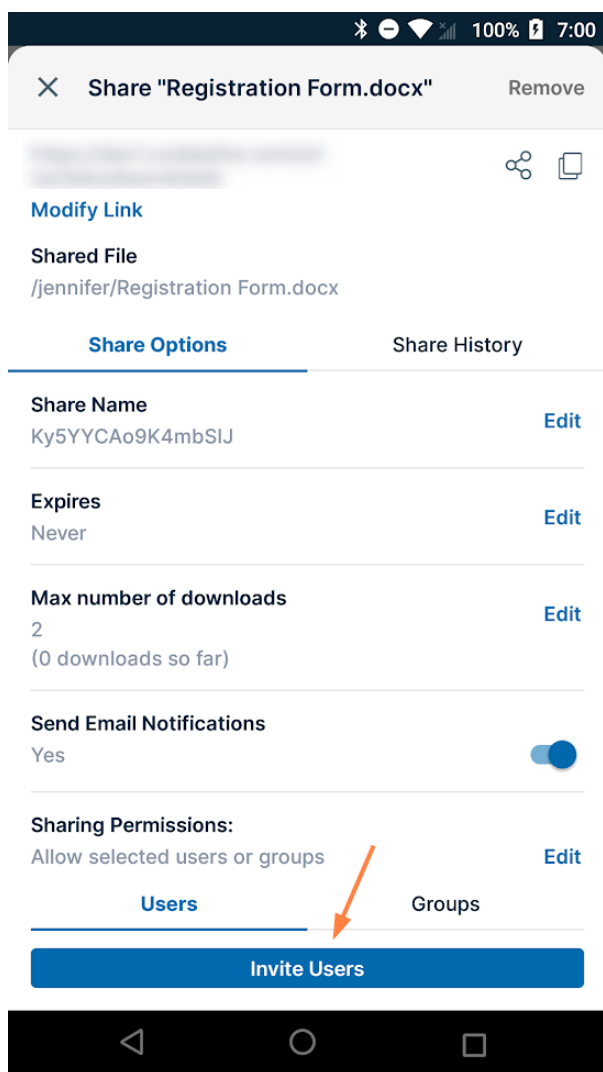 100% 7:00
Share "Registration Form.docx" Remove
Modify Link
Shared File
/jennifer/Registration Form.docx
Share Options Share History
Share Name
Ky5YYCAo9K4mbSIJ Edit
Expires
Never Edit
Max number of downloads
2 Edit
(0 downloads so far)
Send Email Notifications
Yes
Sharing Permissions:
Allow selected users or groups Edit
Users Groups
Invite Users